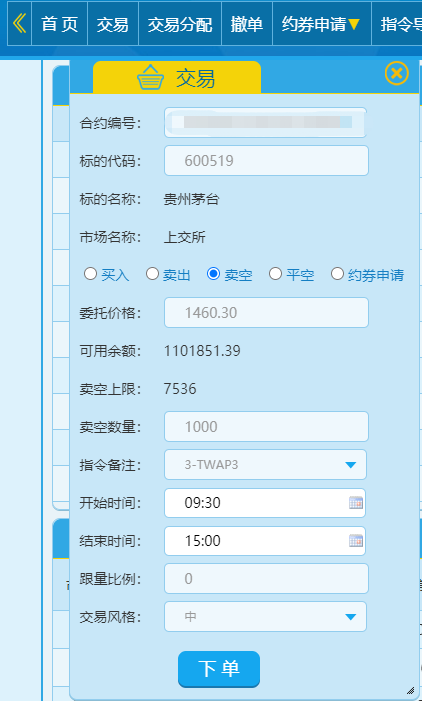 首 页 交易 交易分配 撤单 约券申请▼ 指令导
交易
合约编号：
标的代码： 600519
标的名称： 贵州茅台
市场名称： 上交所
买入 卖出 卖空 平空 约券申请
委托价格： 1460.30
可用余额： 1101851.39
卖空上限： 7536
卖空数量： 1000
指令备注： 3-TWAP3
开始时间： 09:30
结束时间： 15:00
跟量比例： 0
交易风格： 中
下 单